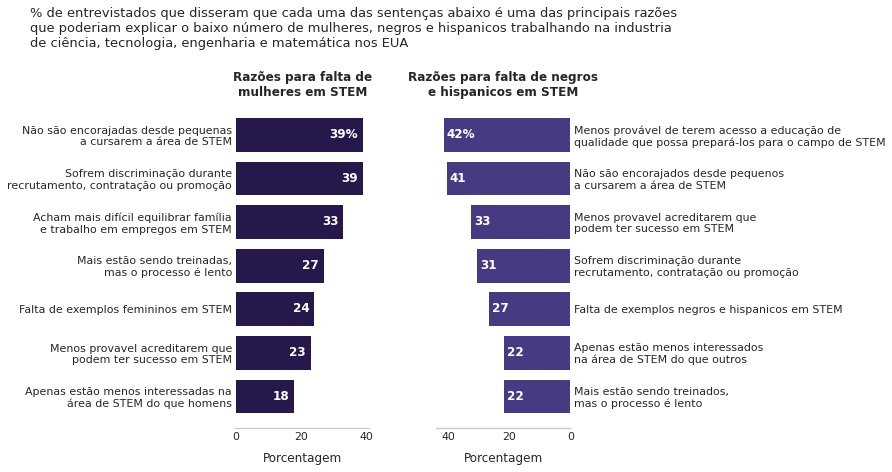 % de entrevistados que disseram que cada uma das sentenças abaixo é uma das principais razões
que poderiam explicar o baixo número de mulheres, negros e hispanicos trabalhando na industria
de ciência, tecnologia, engenharia e matemática nos EUA
Razões para falta de
mulheres em STEM
Não são encorajadas desde pequenas
a cursarem a área de STEM
39%
Sofrem discriminação durante
recrutamento, contratação ou promoção
39
Acham mais difícil equilibrar família
e trabalho em empregos em STEM
33
Mais estão sendo treinadas,
mas o processo é lento
27
Falta de exemplos femininos em STEM
24
Menos provavel acreditarem que
podem ter sucesso em STEM
23
Apenas estão menos interessadas na
área de STEM do que homens
18
0 20 40
Porcentagem
Razões para falta de negros
e hispanicos em STEM
42%
Menos provável de terem acesso a educação de
qualidade que possa prepará-los para o campo de STEM
41
Não são encorajados desde pequenos
a cursarem a área de STEM
33
Menos provavel acreditarem que
podem ter sucesso em STEM
31
Sofrem discriminação durante
recrutamento, contratação ou promoção
27
Falta de exemplos negros e hispanicos em STEM
22
Apenas estão menos interessados
na área de STEM do que outros
22
Mais estão sendo treinados,
mas o processo é lento
40 20 0
Porcentagem